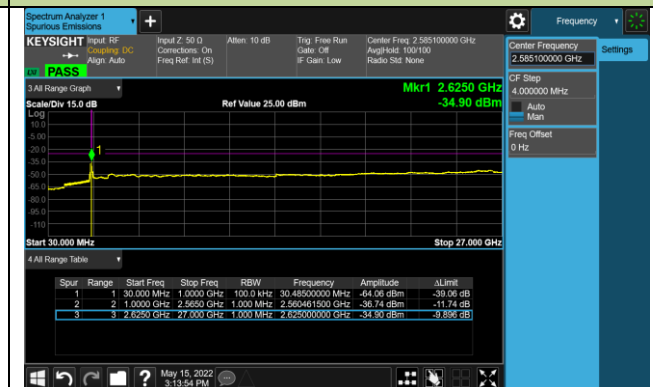 Spectrum Analyzer 1
Spurious Emissions
+
Frequency
KEYSIGHT Input: RF
Coupling: DC
Align: Auto
Input Z: 50 Ω
Corrections: On
Freq Ref: Int (S)
Atten: 10 dB
Trig: Free Run
Gate: Off
IF Gain: Low
Center Freq: 2.585100000 GHz
Avg|Hold: 100/100
Radio Std: None
PASS
Center Frequency
2.585100000 GHz
Settings
CF Step
4.000000 MHz
Auto
Man
Freq Offset
0 Hz
3 All Range Graph
Mkr1 2.6250 GHz
-34.90 dBm
Scale/Div 15.0 dB
Ref Value 25.00 dBm
Log
10.0
-5.00
-20.0
-35.0
-50.0
-65.0
-80.0
-95.0
-110
1
Start 30.000 MHz
Stop 27.000 GHz
4 All Range Table
Spur Range Start Freq Stop Freq RBW Frequency Amplitude ΔLimit
1 1 30.000 MHz 1.0000 GHz 100.0 kHz 30.48500000 MHz -64.06 dBm -39.06 dB
2 2 1.0000 GHz 2.5650 GHz 1.000 MHz 2.560461500 GHz -36.74 dBm -11.74 dB
3 3 2.6250 GHz 27.000 GHz 1.000 MHz 2.625000000 GHz -34.90 dBm -9.896 dB
?
May 15, 2022
3:13:54 PM